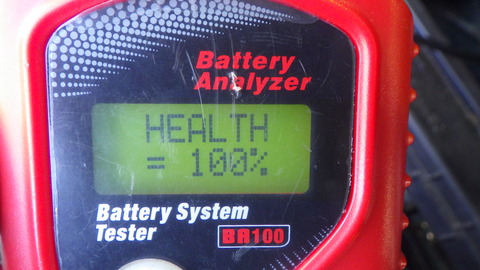 Battery
Analyzer
HEALTH
= 100%
Battery System
Tester
BR100